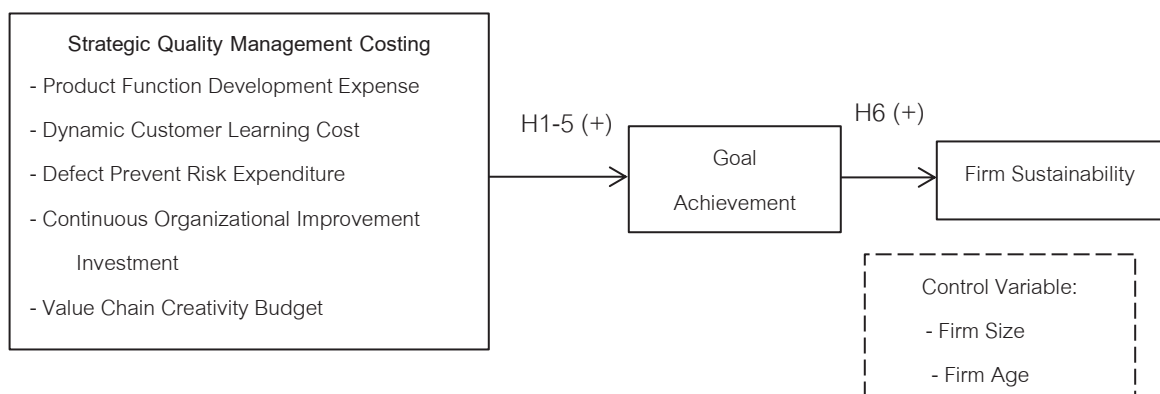 Strategic Quality Management Costing
- Product Function Development Expense
- Dynamic Customer Learning Cost
- Defect Prevent Risk Expenditure
- Continuous Organizational Improvement
Investment
- Value Chain Creativity Budget
H1-5 (+)
Goal
Achievement
H6 (+)
Firm Sustainability
Control Variable:
- Firm Size
- Firm Age